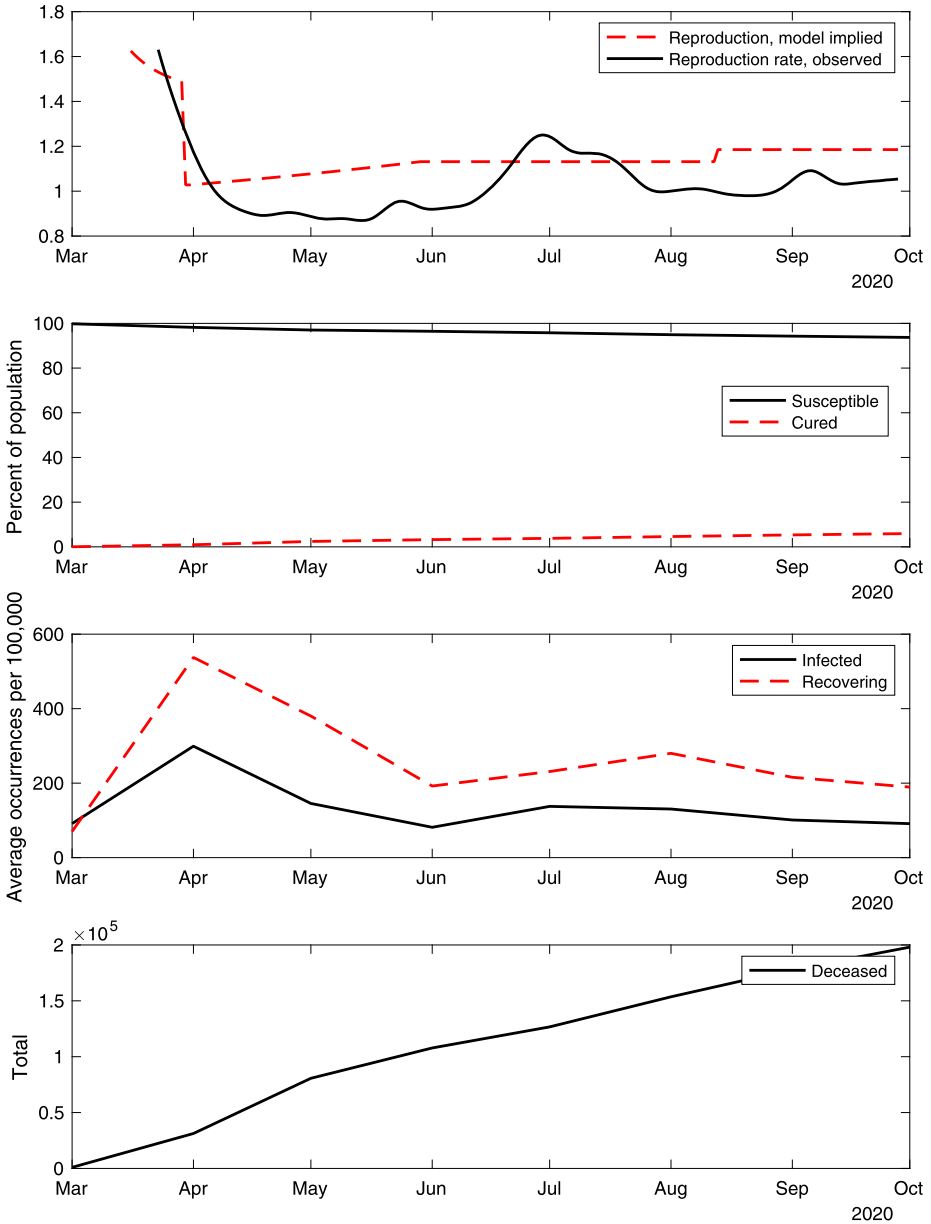 1.8
1.6
1.4
1.2
1
0.8
Reproduction, model implied
Reproduction rate, observed
Mar Apr May Jun Jul Aug Sep Oct
2020
Percent of population
100
80
60
40
20
0
Susceptible
Cured
Mar Apr May Jun Jul Aug Sep Oct
2020
Average occurrences per 100,000
600
400
200
0
Infected
Recovering
Mar Apr May Jun Jul Aug Sep Oct
2020
×10^5
Total
2
1.5
1
0.5
0
Deceased
Mar Apr May Jun Jul Aug Sep Oct
2020